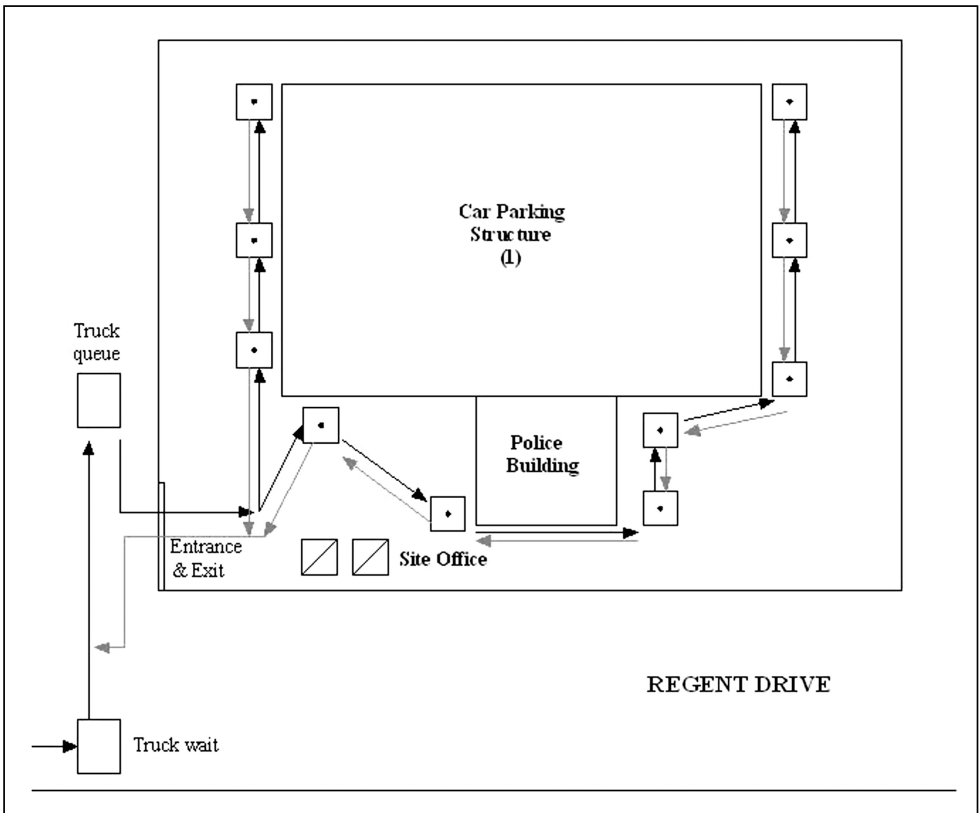 Car Parking
Structure
(1)
Truck
queue
Police
Building
Entrance
& Exit
Site Office
REGENT DRIVE
Truck wait